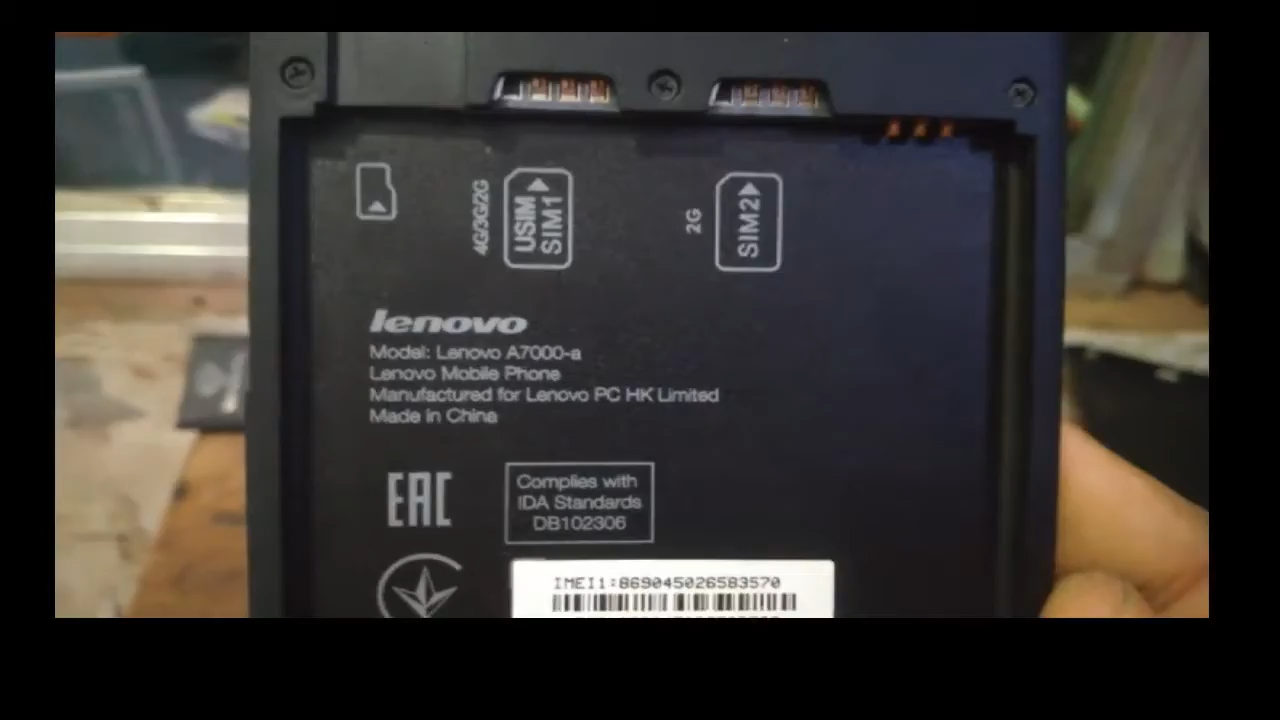 4G/3G/2G
USIM
SIM1
2G
SIM2
lenovo
Model: Lenovo A7000-a
Lenovo Mobile Phone
Manufactured for Lenovo PC HK Limited
Made in China
EAC
Complies with
IDA Standards
DB102306
IMEI1:869045026583570